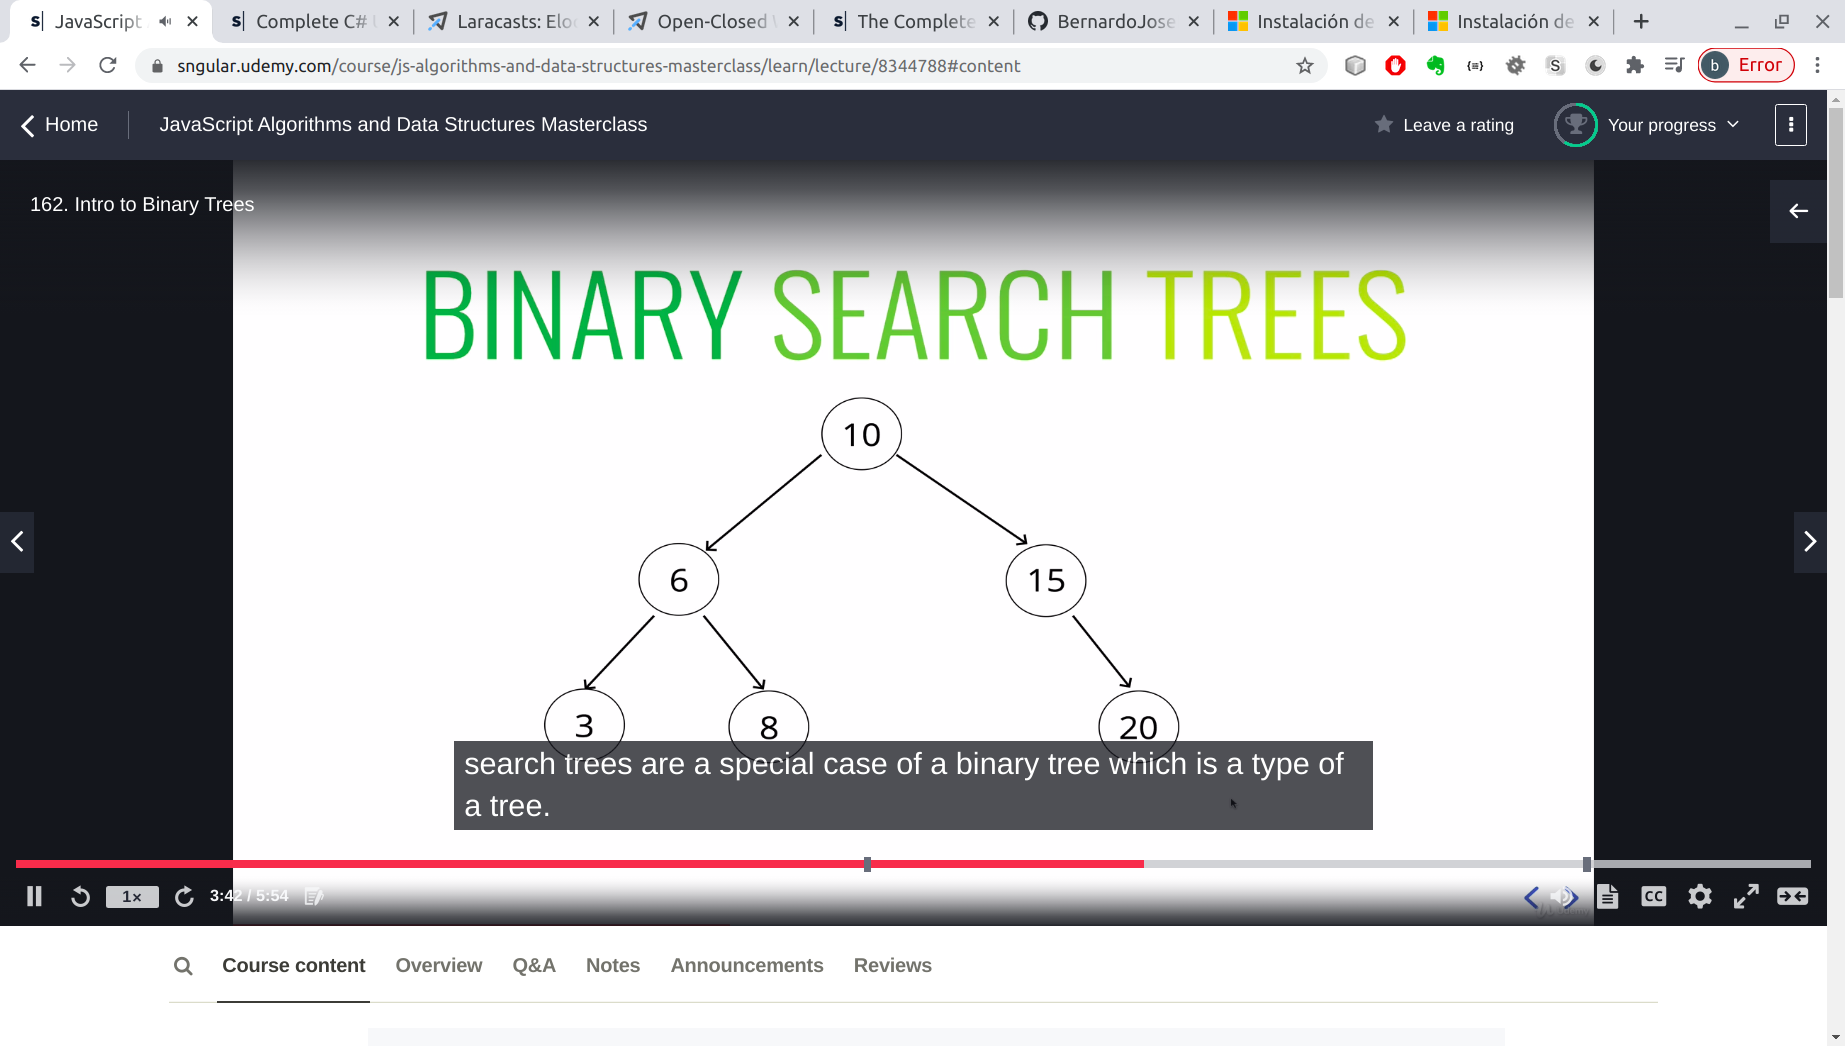 JavaScript
Complete C#
Laracasts: Elo
Open-Closed
The Complete
BernardoJose
Instalación de
Instalación de
sngular.udemy.com/course/js-algorithms-and-data-structures-masterclass/learn/lecture/8344788#content
b Error
Home
JavaScript Algorithms and Data Structures Masterclass
Leave a rating
Your progress
162. Intro to Binary Trees
BINARY SEARCH TREES
10
6
15
3
8
20
search trees are a special case of a binary tree which is a type of
a tree.
1×
3:42 / 5:54
CC
Course content
Overview
Q&A
Notes
Announcements
Reviews